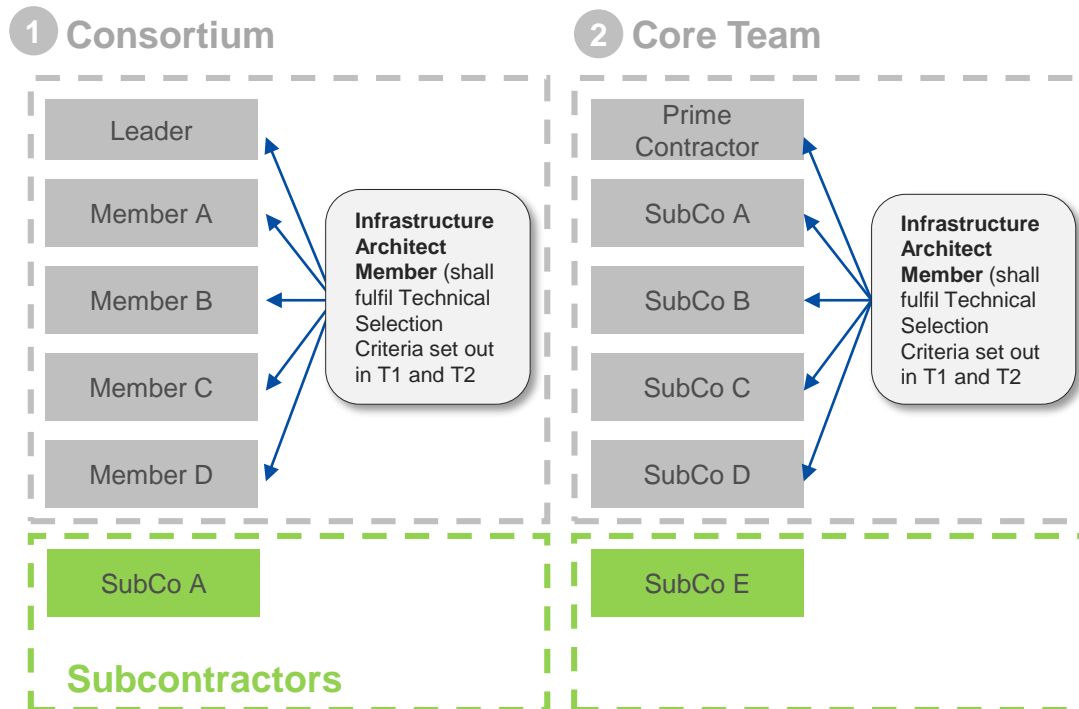 1 Consortium
Leader
Member A
Member B
Member C
Member D
Infrastructure
Architect
Member (shall
fulfil Technical
Selection
Criteria set out
in T1 and T2
SubCo A
Subcontractors
2 Core Team
Prime
Contractor
SubCo A
SubCo B
SubCo C
SubCo D
Infrastructure
Architect
Member (shall
fulfil Technical
Selection
Criteria set out
in T1 and T2
SubCo E